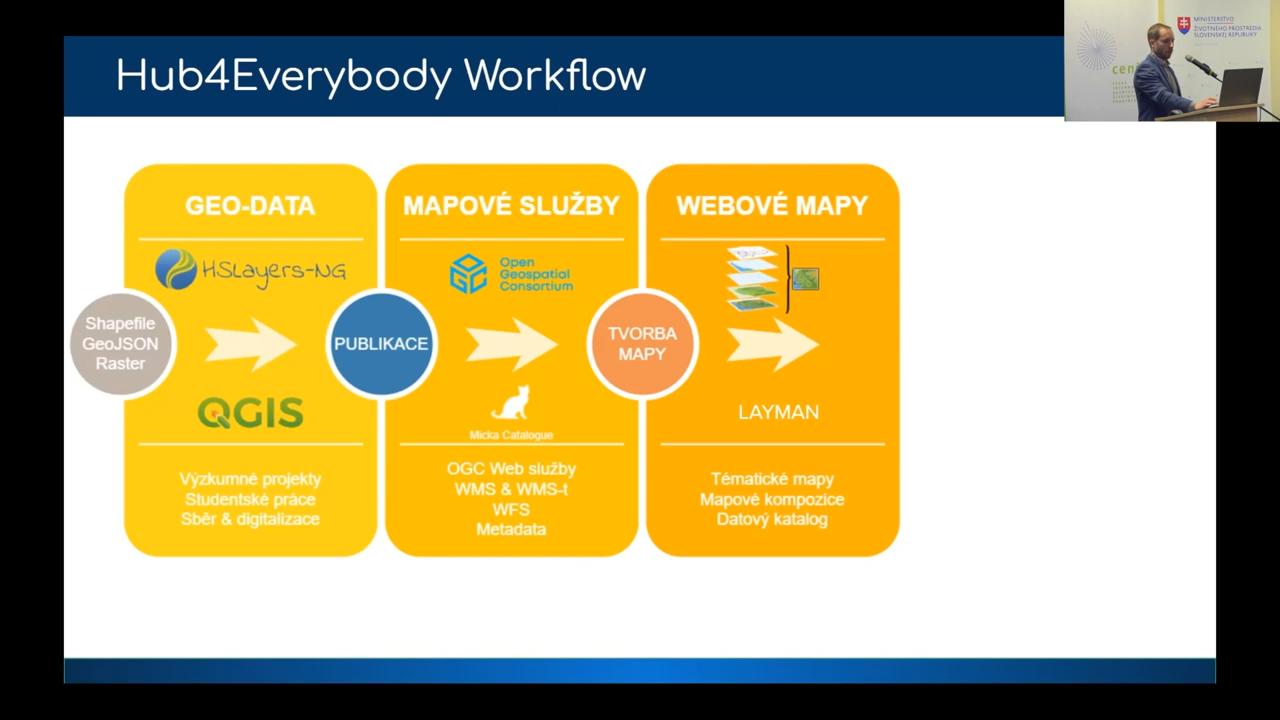 Hub4Everybody Workflow
MINISTERSTVO
ŽIVOTNÉHO PROSTREDIA
SLOVENSKEJ REPUBLIKY
GEO-DATA
HSLayers-NG
Shapefile
GeoJSON
Raster
QGIS
Výzkumné projekty
Studentské práce
Sběr & digitalizace
PUBLIKACE
MAPOVÉ SLUŽBY
Open
Geospatial
Consortium
Micka Catalogue
OGC Web služby
WMS & WMS-t
WFS
Metadata
TVORBA
MAPY
WEBOVÉ MAPY
LAYMAN
Tématické mapy
Mapové kompozice
Datový katalog